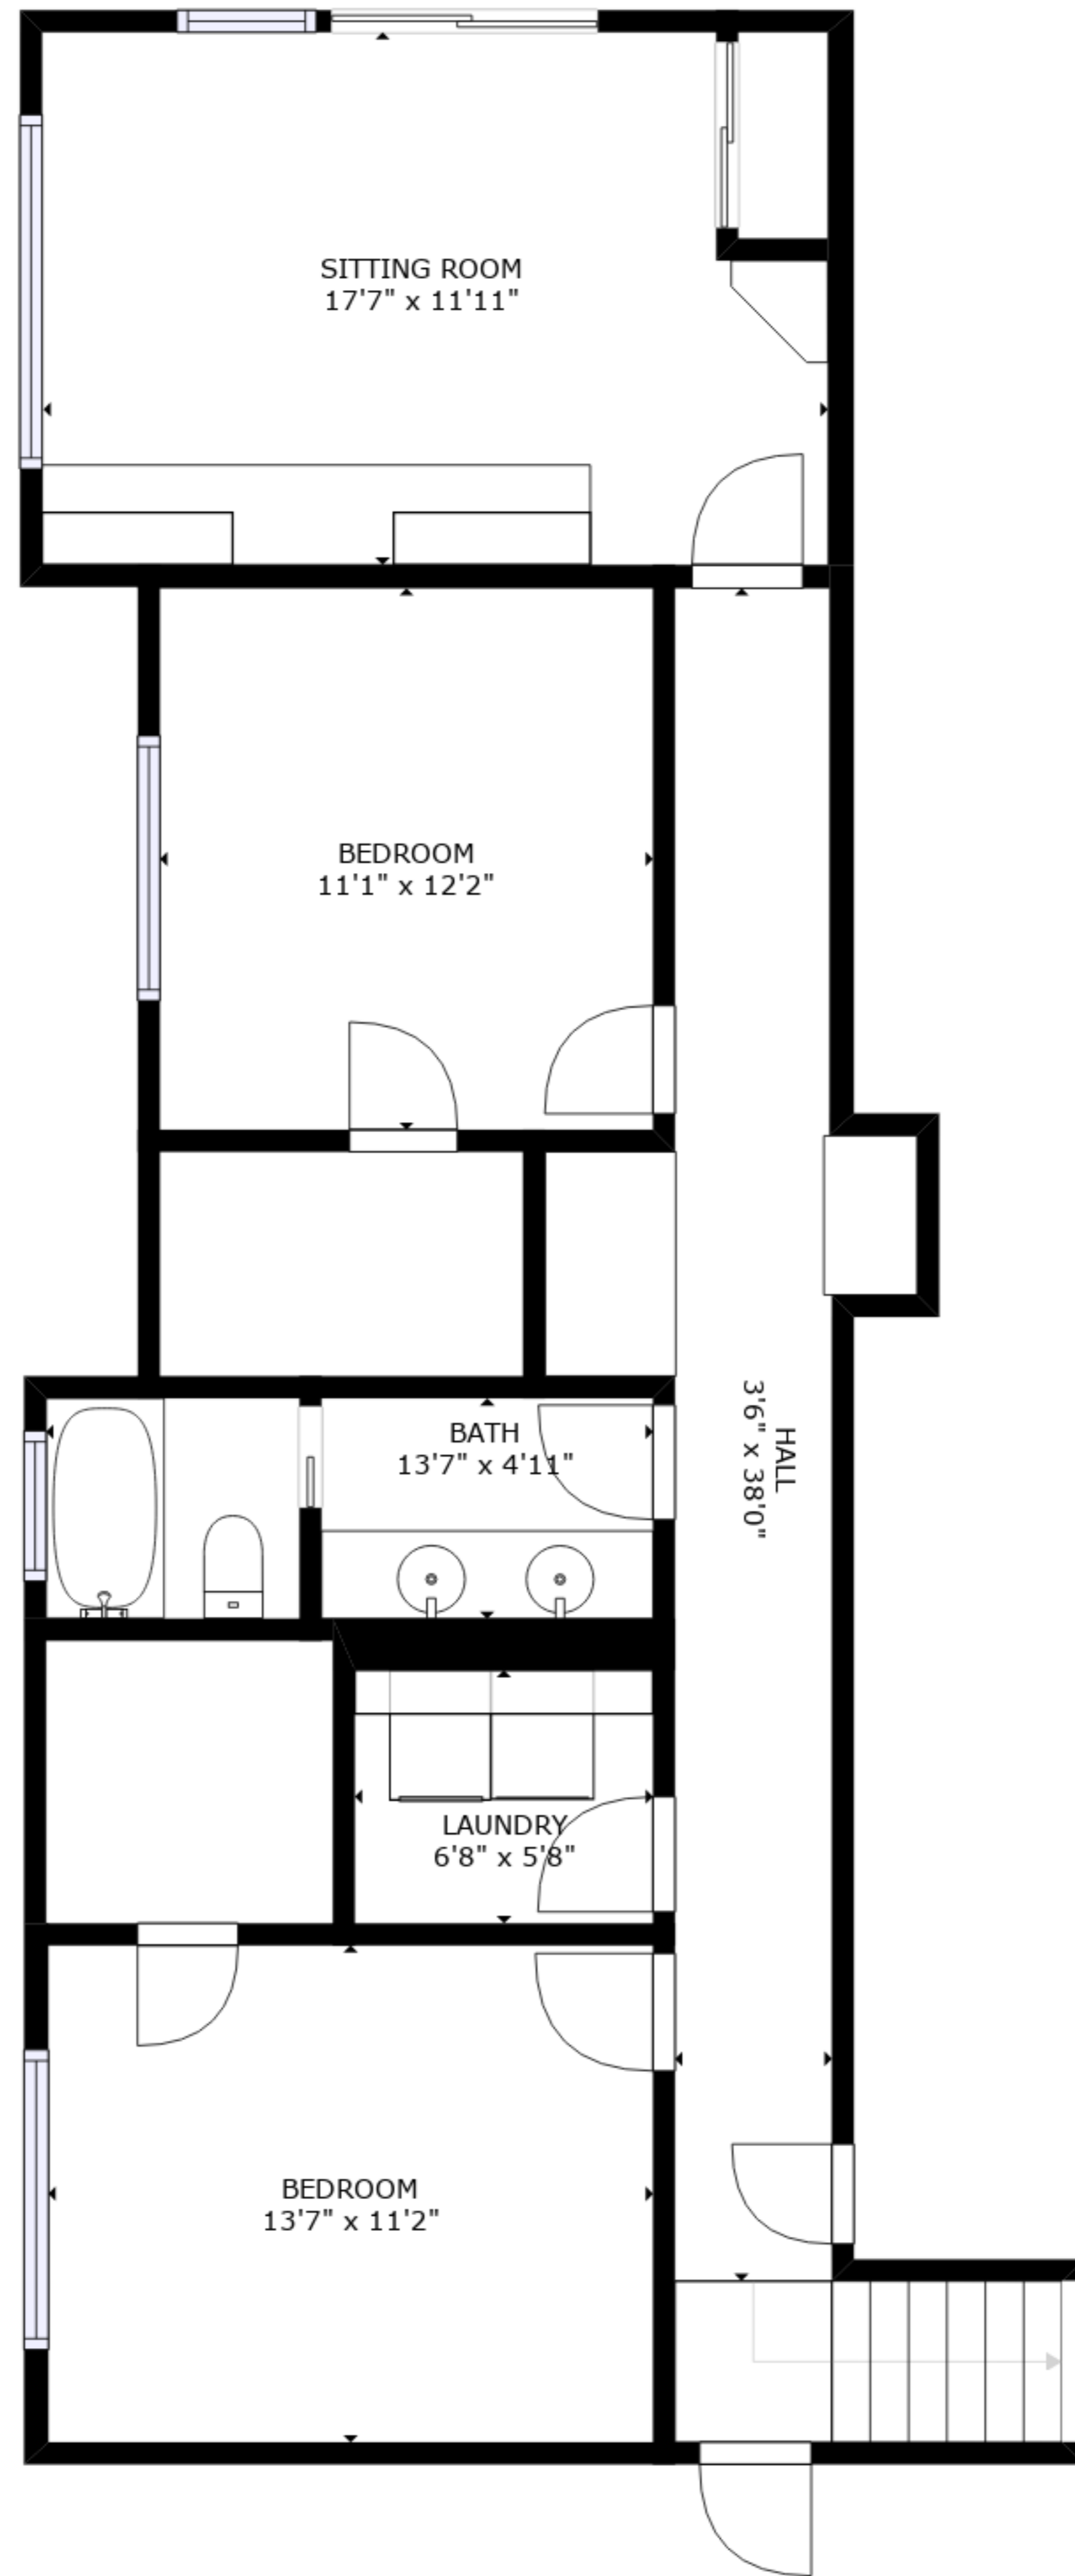 SITTING ROOM
17'7" x 11'11"
BEDROOM
11'1" x 12'2"
HALL
3'6" x 38'0"
BATH
13'7" x 4'11"
LAUNDRY
6'8" x 5'8"
BEDROOM
13'7" x 11'2"